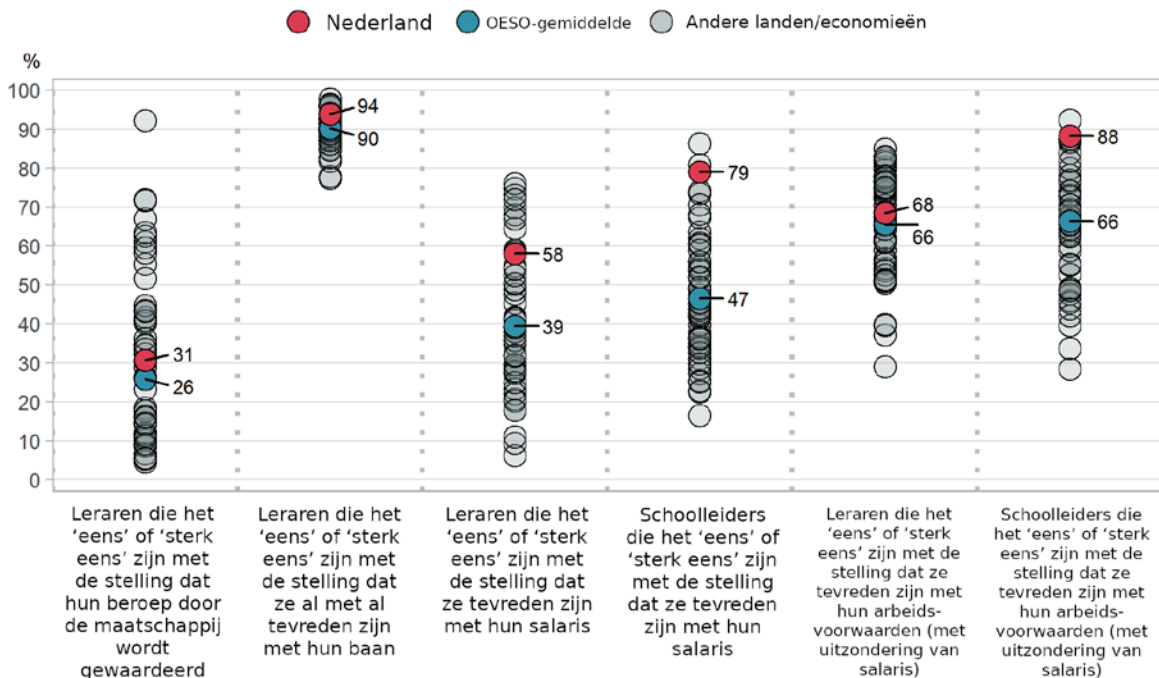 Nederland
OESO-gemiddelde
Andere landen/economieën
%
100
90
80
70
60
50
40
30
20
10
0
31
26
94
90
58
39
79
47
68
66
88
66
Leraren die het
‘eens’ of ‘sterk
eens’ zijn met
de stelling dat
hun beroep door
de maatschappij
wordt
gewaardeerd
Leraren die het
‘eens’ of ‘sterk
eens’ zijn met
de stelling dat
ze al met al
tevreden zijn
met hun baan
Leraren die het
‘eens’ of ‘sterk
eens’ zijn met
de stelling dat
ze tevreden zijn
met hun salaris
Schoolleiders
die het ‘eens’ of
‘sterk eens’ zijn
met de stelling
dat ze tevreden
zijn met hun
salaris
Leraren die het
‘eens’ of ‘sterk
eens’ zijn met de
stelling dat ze
tevreden zijn met
hun arbeids-
voorwaarden (met
uitzondering van
salaris)
Schoolleiders die
het ‘eens’ of ‘sterk
eens’ zijn met de
stelling dat ze
tevreden zijn met
hun arbeids-
voorwaarden (met
uitzondering van
salaris)